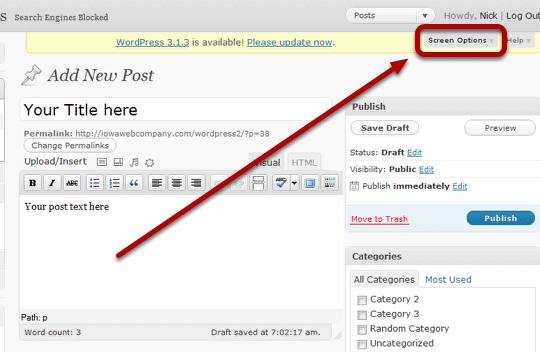 s Search Engines Blocked
Posts
Howdy, Nick | Log Out
WordPress 3.1.3 is available! Please update now.
Screen Options
Help
Add New Post
Your Title here
Permalink: http://iowawebcompany.com/wordpress2/?p=38
Change Permalinks
Upload/Insert
Visual
HTML
B I ABC
ABC
Your post text here
Path: p
Word count: 3
Draft saved at 7:02:17 am.
Publish
Save Draft
Preview
Status: Draft Edit
Visibility: Public Edit
Publish immediately Edit
Move to Trash
Publish
Categories
All Categories
Most Used
Category 2
Category 3
Random Category
Uncategorized